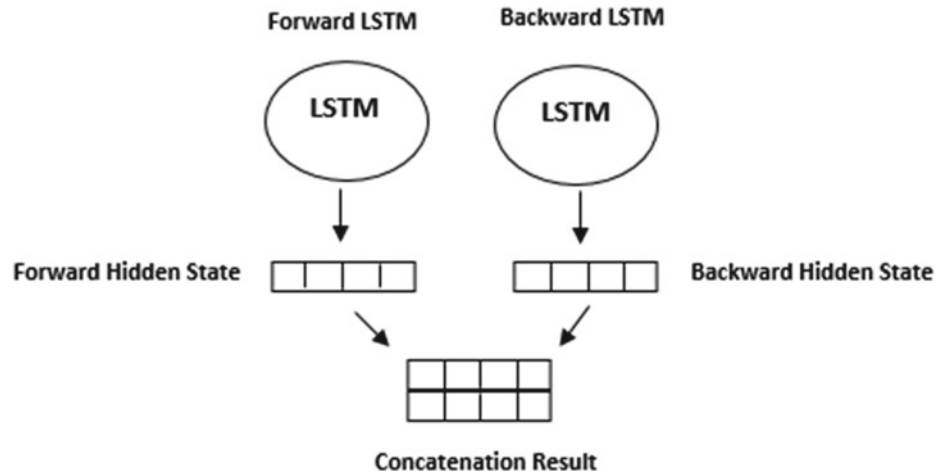 Forward LSTM
Backward LSTM
LSTM
LSTM
Forward Hidden State
Backward Hidden State
Concatenation Result